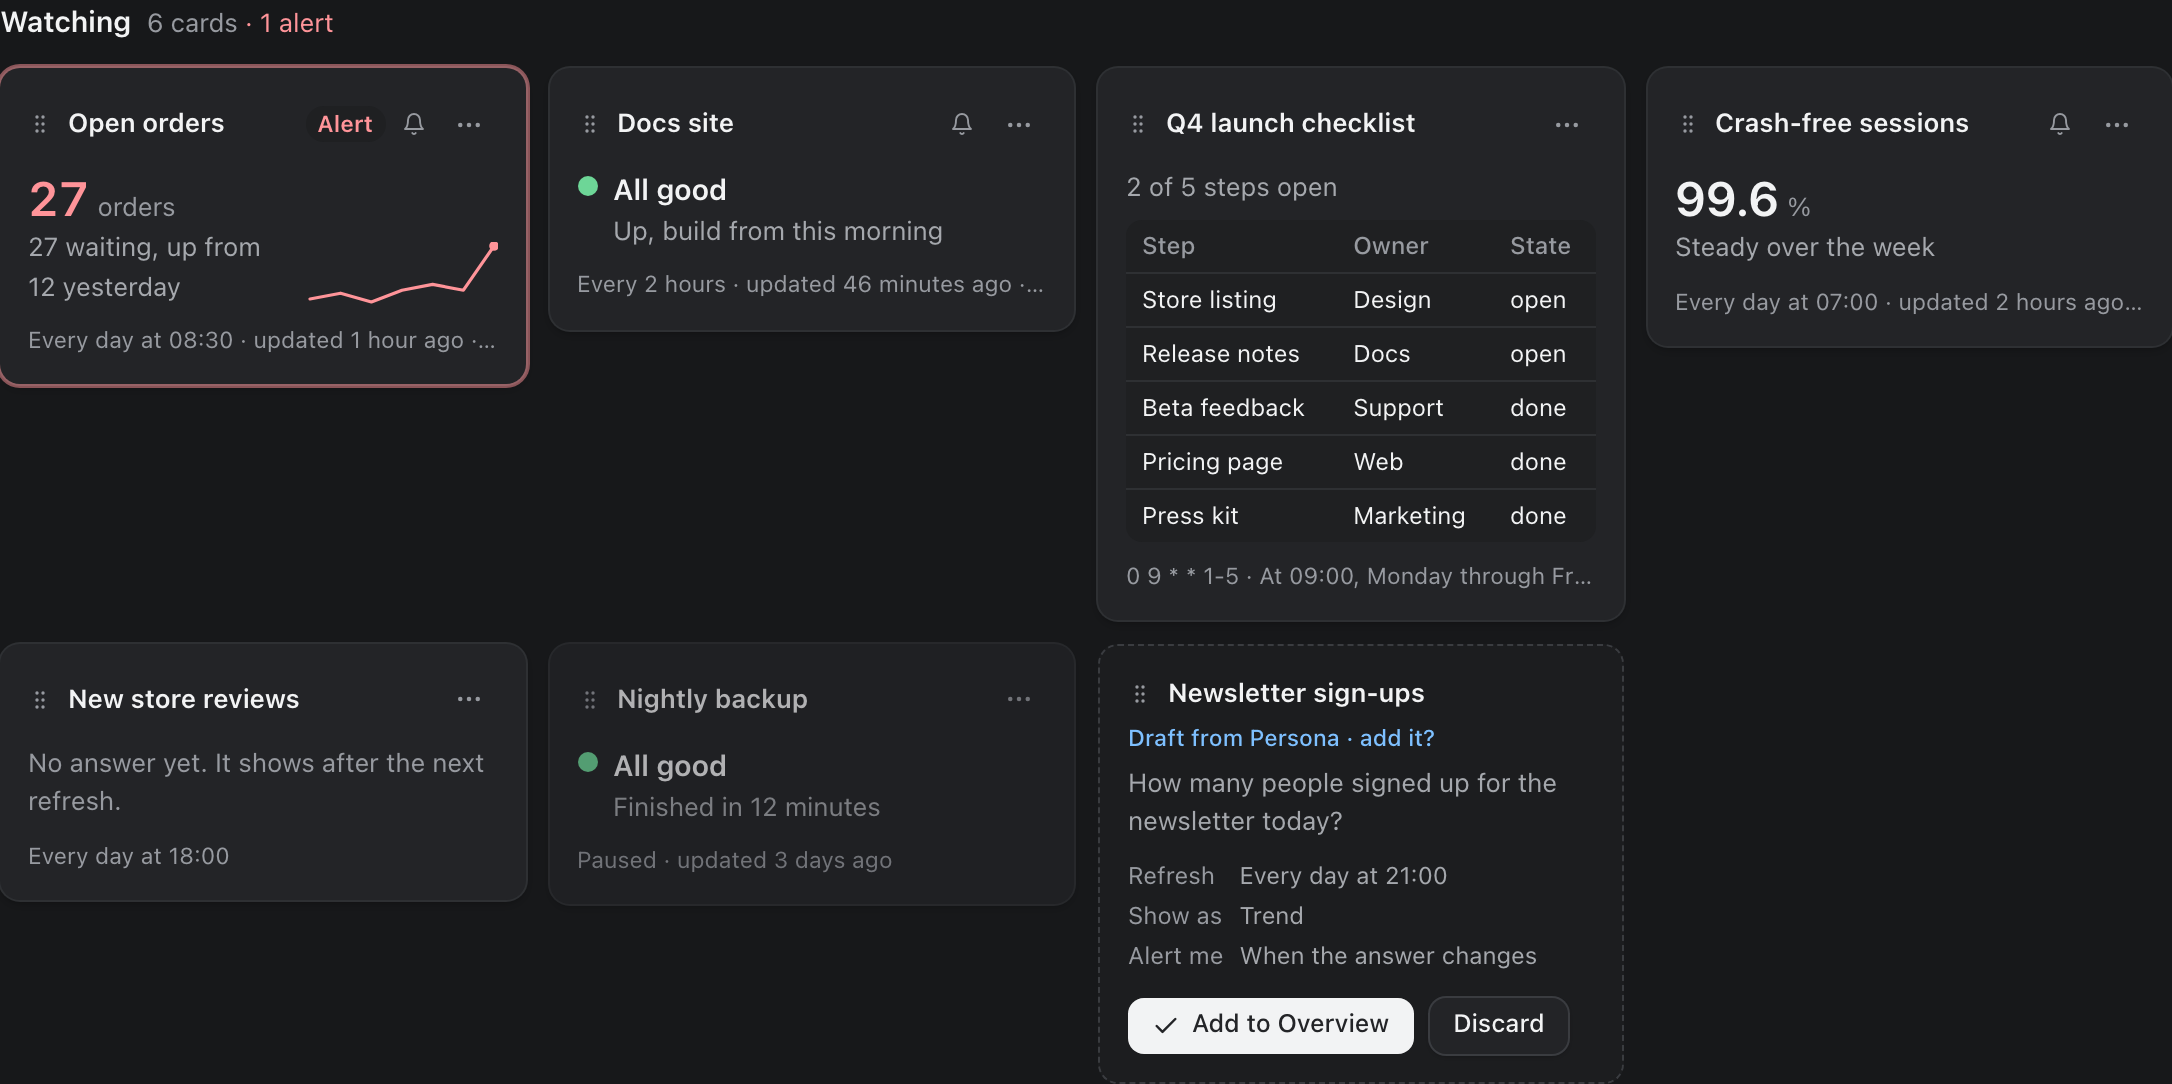 Watching 6 cards · 1 alert
Open orders Alert
27 orders
27 waiting, up from
12 yesterday
Every day at 08:30 · updated 1 hour ago ·...
Docs site
All good
Up, build from this morning
Every 2 hours · updated 46 minutes ago ·...
Q4 launch checklist
2 of 5 steps open
Step Owner State
Store listing Design open
Release notes Docs open
Beta feedback Support done
Pricing page Web done
Press kit Marketing done
0 9 * * 1-5 · At 09:00, Monday through Fr...
Crash-free sessions
99.6 %
Steady over the week
Every day at 07:00 · updated 2 hours ago...
New store reviews
No answer yet. It shows after the next
refresh.
Every day at 18:00
Nightly backup
All good
Finished in 12 minutes
Paused · updated 3 days ago
Newsletter sign-ups
Draft from Persona · add it?
How many people signed up for the
newsletter today?
Refresh Every day at 21:00
Show as Trend
Alert me When the answer changes
Add to Overview Discard